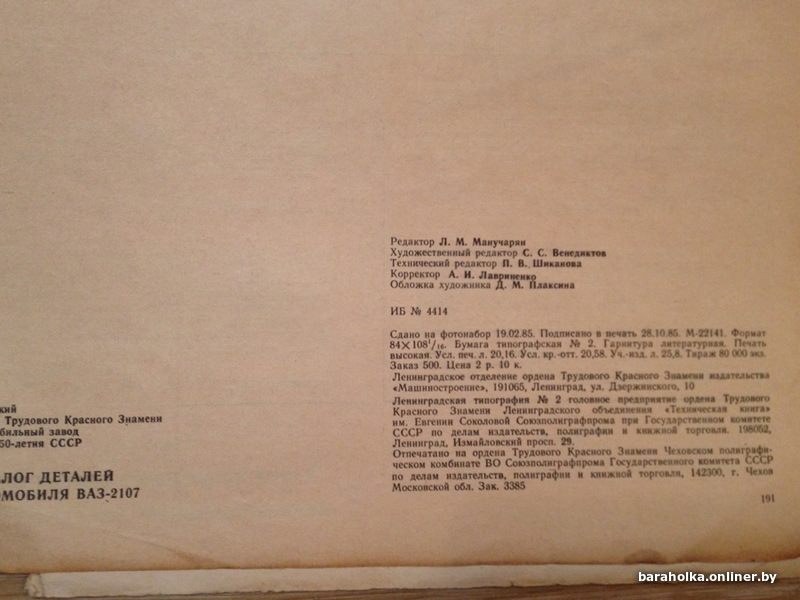 Редактор Л. М. Манучарян
Художественный редактор С. С. Венедиктов
Технический редактор П. В. Шиканова
Корректор А. И. Лавриненко
Обложка художника Д. М. Плаксина
ИБ № 4414
Сдано на фотонабор 19.02.85. Подписано в печать 28.10.85. М-22141. Формат
84×108¹/₁₆. Бумага типографская № 2. Гарнитура литературная. Печать
высокая. Усл. печ. л. 20,16. Усл. кр.-отт. 20,58. Уч.-изд. л. 25,8. Тираж 80 000 экз.
Заказ 500. Цена 2 р. 10 к.
Ленинградское отделение ордена Трудового Красного Знамени издательства
«Машиностроение», 191065, Ленинград, ул. Дзержинского, 10
Ленинградская типография № 2 головное предприятие ордена Трудового
Красного Знамени Ленинградского объединения «Техническая книга»
им. Евгении Соколовой Союзполиграфпрома при Государственном комитете
СССР по делам издательств, полиграфии и книжной торговли. 198052,
Ленинград, Измайловский просп. 29.
Отпечатано на ордена Трудового Красного Знамени Чеховском полиграфи-
ческом комбинате ВО Союзполиграфпрома Государственного комитета СССР
по делам издательств, полиграфии и книжной торговли, 142300, г. Чехов
Московской обл. Зак. 3385
191
ский
Трудового Красного Знамени
бильный завод
50-летия СССР
ЛОГ ДЕТАЛЕЙ
ОМОБИЛЯ ВАЗ-2107
baraholka.onliner.by